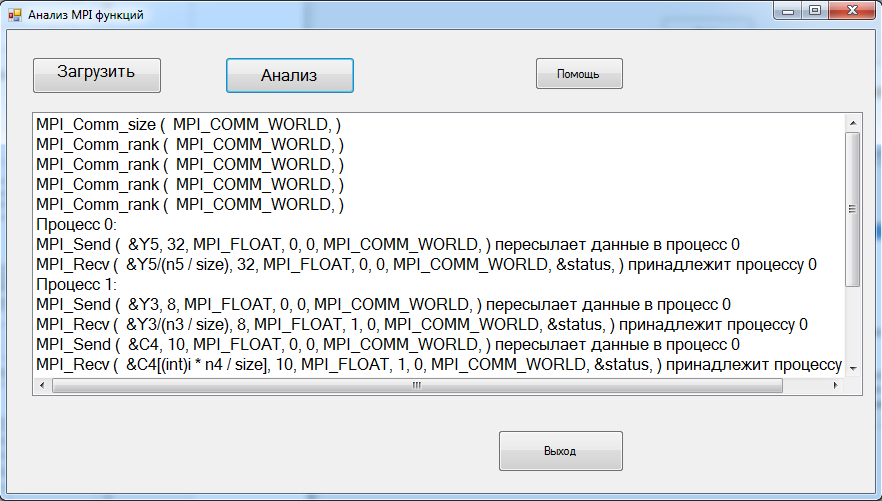 Анализ MPI функций
Загрузить
Анализ
Помощь
MPI_Comm_size (  MPI_COMM_WORLD, )
MPI_Comm_rank (  MPI_COMM_WORLD, )
MPI_Comm_rank (  MPI_COMM_WORLD, )
MPI_Comm_rank (  MPI_COMM_WORLD, )
MPI_Comm_rank (  MPI_COMM_WORLD, )
Процесс 0:
MPI_Send (  &Y5, 32, MPI_FLOAT, 0, 0, MPI_COMM_WORLD, ) пересылает данные в процесс 0
MPI_Recv (  &Y5/(n5 / size), 32, MPI_FLOAT, 0, 0, MPI_COMM_WORLD, &status, ) принадлежит процессу 0
Процесс 1:
MPI_Send (  &Y3, 8, MPI_FLOAT, 0, 0, MPI_COMM_WORLD, ) пересылает данные в процесс 0
MPI_Recv (  &Y3/(n3 / size), 8, MPI_FLOAT, 1, 0, MPI_COMM_WORLD, &status, ) принадлежит процессу 0
MPI_Send (  &C4, 10, MPI_FLOAT, 0, 0, MPI_COMM_WORLD, ) пересылает данные в процесс 0
MPI_Recv (  &C4[(int)i * n4 / size], 10, MPI_FLOAT, 1, 0, MPI_COMM_WORLD, &status, ) принадлежит процессу
Выход